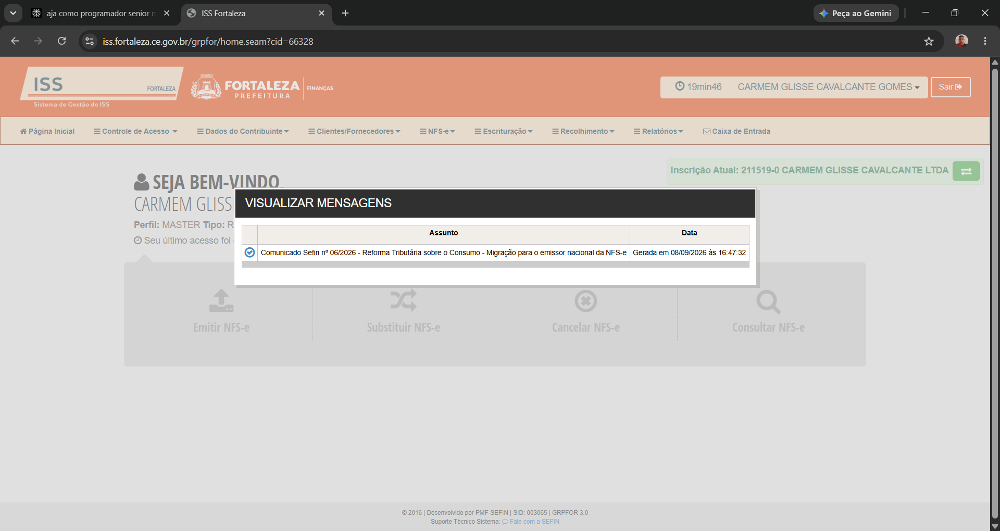 aja como programador senior
ISS Fortaleza
Peça ao Gemini
iss.fortaleza.ce.gov.br/grpfor/home.seam?cid=66328
ISS
FORTALEZA
Sistema de Gestão do ISS
FORTALEZA
PREFEITURA
FINANÇAS
19min46
CARMEM GLISSE CAVALCANTE GOMES
Sair
Página Inicial
Controle de Acesso
Dados do Contribuinte
Clientes/Fornecedores
NFS-e
Escrituração
Recolhimento
Relatórios
Caixa de Entrada
Inscrição Atual: 211519-0 CARMEM GLISSE CAVALCANTE LTDA
SEJA BEM-VINDO,
CARMEM GLISS
Perfil: MASTER Tipo: R
Seu último acesso foi
VISUALIZAR MENSAGENS
Assunto
Data
Comunicado Sefin nº 06/2026 - Reforma Tributária sobre o Consumo - Migração para o emissor nacional da NFS-e
Gerada em 08/09/2026 às 16:47:32
Emitir NFS-e
Substituir NFS-e
Cancelar NFS-e
Consultar NFS-e
© 2016 | Desenvolvido por PMF-SEFIN | SID: 003065 | GRPFOR 3.0
Suporte Técnico Sistema: Fale com a SEFIN